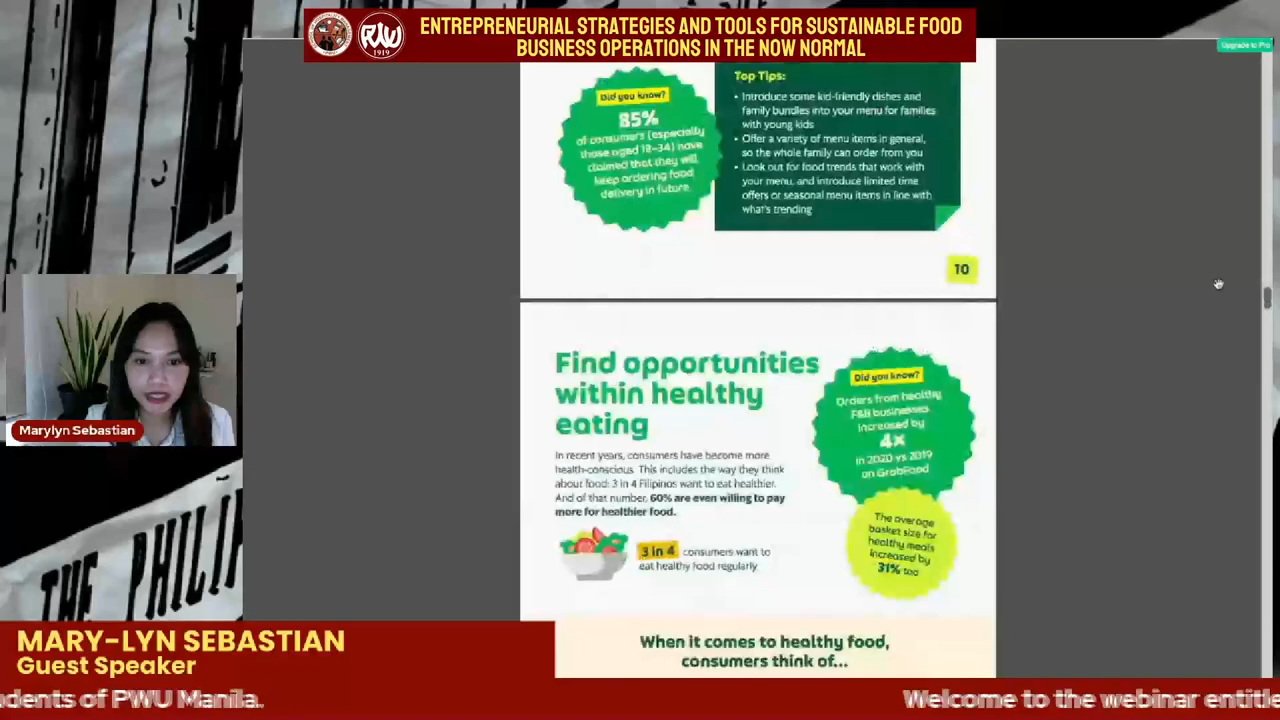 ENTREPRENEURIAL STRATEGIES AND TOOLS FOR SUSTAINABLE FOOD
BUSINESS OPERATIONS IN THE NOW NORMAL
1919
Upgrade to Pro
Did you know?
85%
of consumers (especially
those aged 18-34) have
claimed that they will
keep ordering food
delivery in future.
Top Tips:
• Introduce some kid-friendly dishes and
family bundles into your menu for families
with young kids
• Offer a variety of menu items in general,
so the whole family can order from you
• Look out for food trends that work with
your menu, and introduce limited time
offers or seasonal menu items in line with
what's trending
10
Find opportunities
within healthy
eating
In recent years, consumers have become more
health-conscious. This includes the way they think
about food: 3 in 4 Filipinos want to eat healthier.
And of that number, 60% are even willing to pay
more for healthier food.
3 in 4 consumers want to
eat healthy food regularly
Did you know?
Orders from healthy
F&B businesses
increased by
4x
in 2020 vs 2019
on GrabFood
The average
basket size for
healthy meals
increased by
31% too
When it comes to healthy food,
consumers think of...
Marylyn Sebastian
THE PHILI
MARY-LYN SEBASTIAN
Guest Speaker
udents of PWU Manila.
Welcome to the webinar entitle